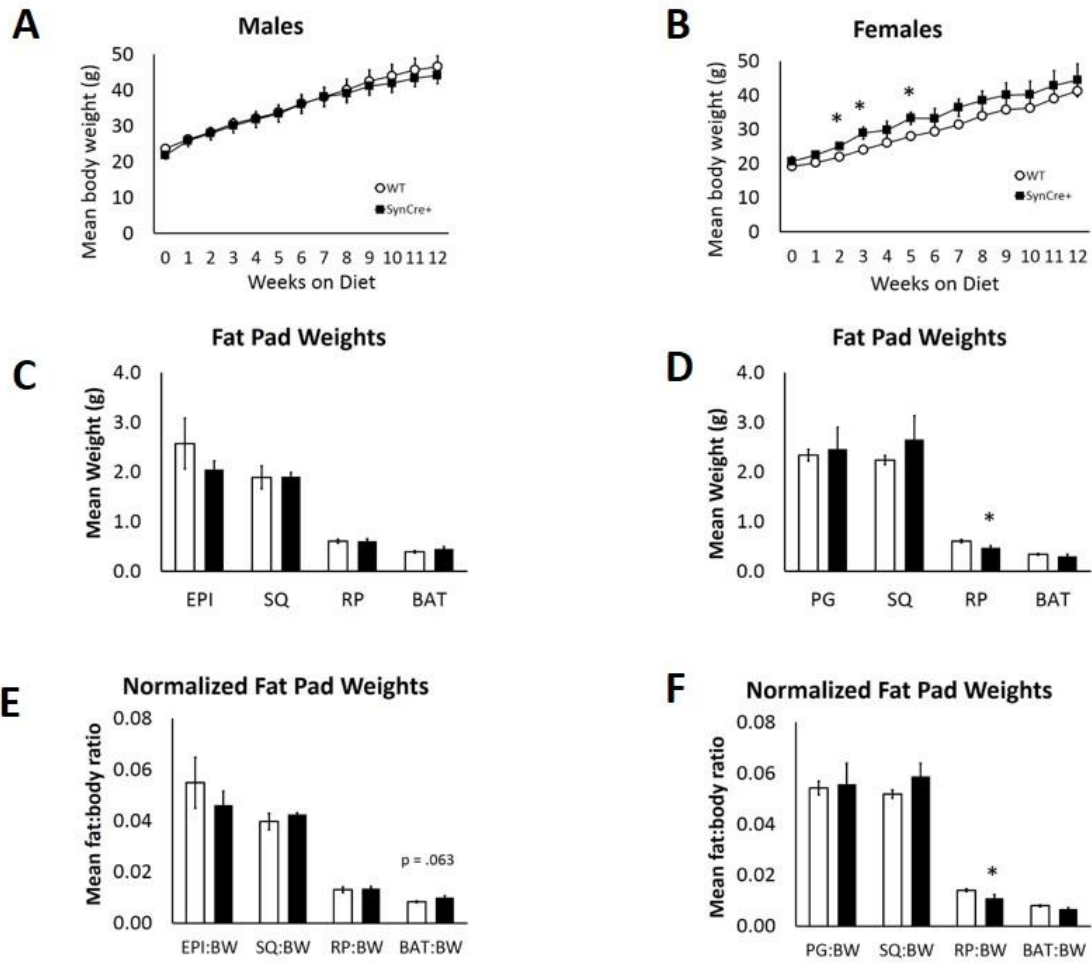 A
Males
Mean body weight (g)
50
40
30
20
10
0
WT
SynCre+
0 1 2 3 4 5 6 7 8 9 10 11 12
Weeks on Diet
B
Females
Mean body weight (g)
50
40
30
20
10
0
*
*
*
WT
SynCre+
0 1 2 3 4 5 6 7 8 9 10 11 12
Weeks on Diet
C
Fat Pad Weights
Mean Weight (g)
4.0
3.0
2.0
1.0
0.0
EPI SQ RP BAT
D
Fat Pad Weights
Mean Weight (g)
4.0
3.0
2.0
1.0
0.0
*
PG SQ RP BAT
E
Normalized Fat Pad Weights
Mean fat:body ratio
0.08
0.06
0.04
0.02
0.00
p = .063
EPI:BW SQ:BW RP:BW BAT:BW
F
Normalized Fat Pad Weights
Mean fat:body ratio
0.08
0.06
0.04
0.02
0.00
*
PG:BW SQ:BW RP:BW BAT:BW